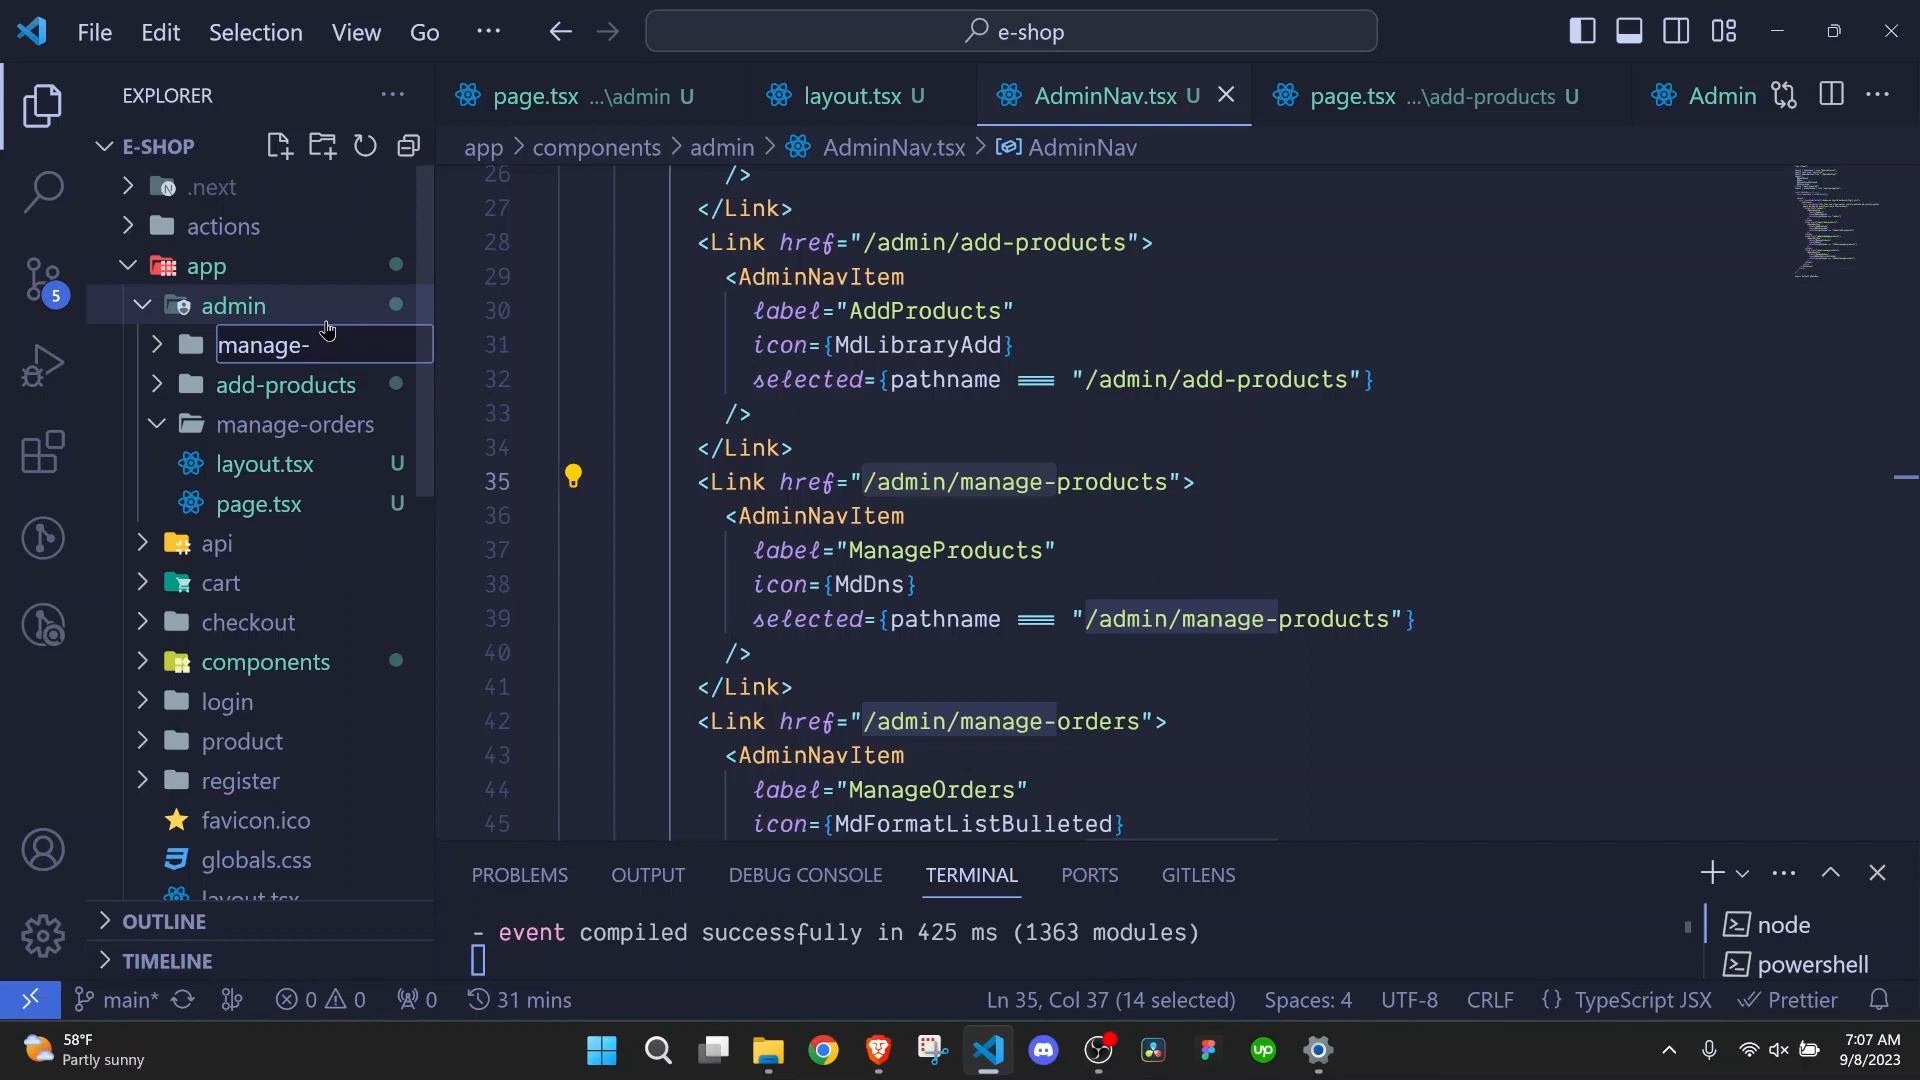 File Edit Selection View Go ··· e-shop
EXPLORER
E-SHOP
.next
actions
app
admin
manage-
add-products
manage-orders
layout.tsx U
page.tsx U
api
cart
checkout
components
login
product
register
favicon.ico
globals.css
layout.tsx
OUTLINE
TIMELINE
5
page.tsx ...\admin U
layout.tsx U
AdminNav.tsx U
page.tsx ...\add-products U
Admin
app > components > admin > AdminNav.tsx > AdminNav
26 />
27 </Link>
28 <Link href="/admin/add-products">
29 <AdminNavItem
30 label="AddProducts"
31 icon={MdLibraryAdd}
32 selected={pathname === "/admin/add-products"}
33 />
34 </Link>
35 <Link href="/admin/manage-products">
36 <AdminNavItem
37 label="ManageProducts"
38 icon={MdDns}
39 selected={pathname === "/admin/manage-products"}
40 />
41 </Link>
42 <Link href="/admin/manage-orders">
43 <AdminNavItem
44 label="ManageOrders"
45 icon={MdFormatListBulleted}
PROBLEMS OUTPUT DEBUG CONSOLE TERMINAL PORTS GITLENS
- event compiled successfully in 425 ms (1363 modules)
node
powershell
main* 0 0 0 31 mins
Ln 35, Col 37 (14 selected) Spaces: 4 UTF-8 CRLF {} TypeScript JSX Prettier
58°F
Partly sunny
up
7:07 AM
9/8/2023